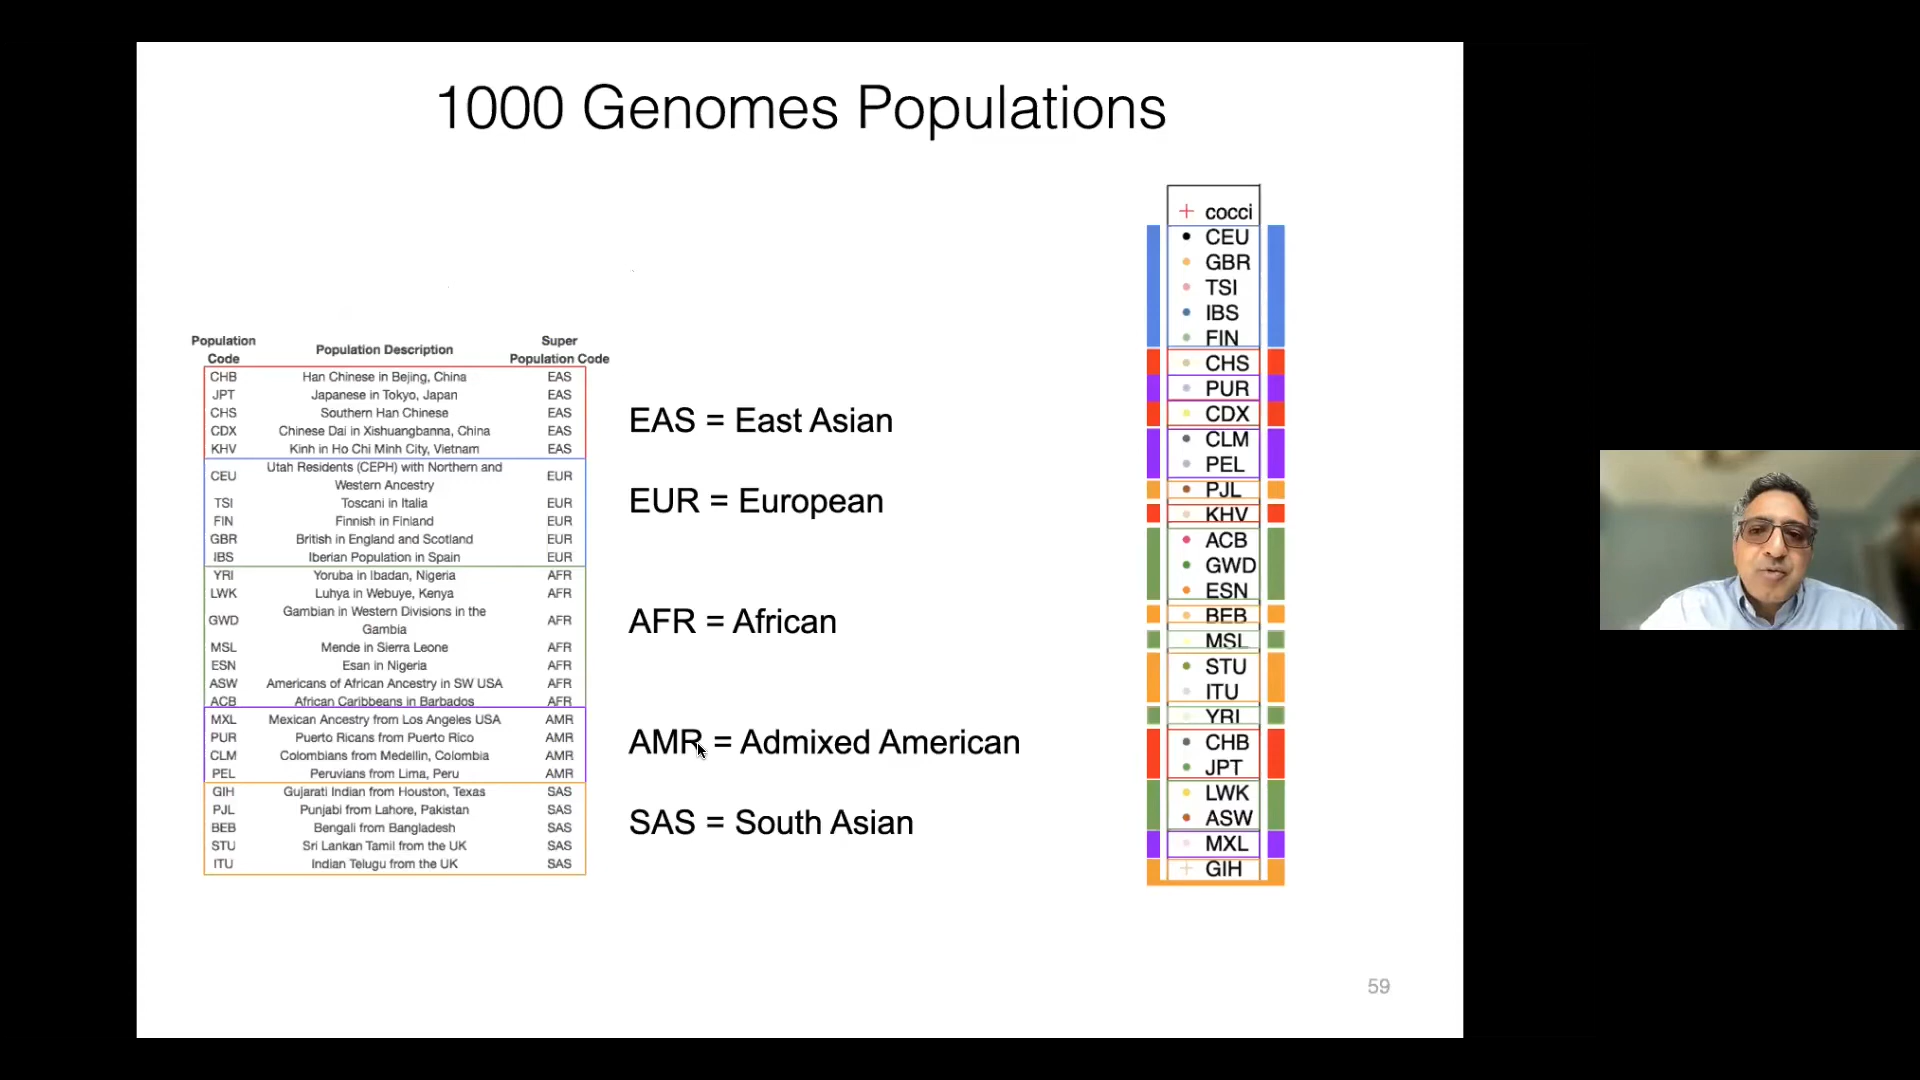 1000 Genomes Populations
Population Code Population Description Super Population Code
CHB Han Chinese in Bejing, China EAS
JPT Japanese in Tokyo, Japan EAS
CHS Southern Han Chinese EAS
CDX Chinese Dai in Xishuangbanna, China EAS
KHV Kinh in Ho Chi Minh City, Vietnam EAS
CEU Utah Residents (CEPH) with Northern and Western Ancestry EUR
TSI Toscani in Italia EUR
FIN Finnish in Finland EUR
GBR British in England and Scotland EUR
IBS Iberian Population in Spain EUR
YRI Yoruba in Ibadan, Nigeria AFR
LWK Luhya in Webuye, Kenya AFR
GWD Gambian in Western Divisions in the Gambia AFR
MSL Mende in Sierra Leone AFR
ESN Esan in Nigeria AFR
ASW Americans of African Ancestry in SW USA AFR
ACB African Caribbeans in Barbados AFR
MXL Mexican Ancestry from Los Angeles USA AMR
PUR Puerto Ricans from Puerto Rico AMR
CLM Colombians from Medellin, Colombia AMR
PEL Peruvians from Lima, Peru AMR
GIH Gujarati Indian from Houston, Texas SAS
PJL Punjabi from Lahore, Pakistan SAS
BEB Bengali from Bangladesh SAS
STU Sri Lankan Tamil from the UK SAS
ITU Indian Telugu from the UK SAS
EAS = East Asian
EUR = European
AFR = African
AMR = Admixed American
SAS = South Asian
cocci
CEU
GBR
TSI
IBS
FIN
CHS
PUR
CDX
CLM
PEL
PJL
KHV
ACB
GWD
ESN
BEB
MSL
STU
ITU
YRI
CHB
JPT
LWK
ASW
MXL
GIH
59